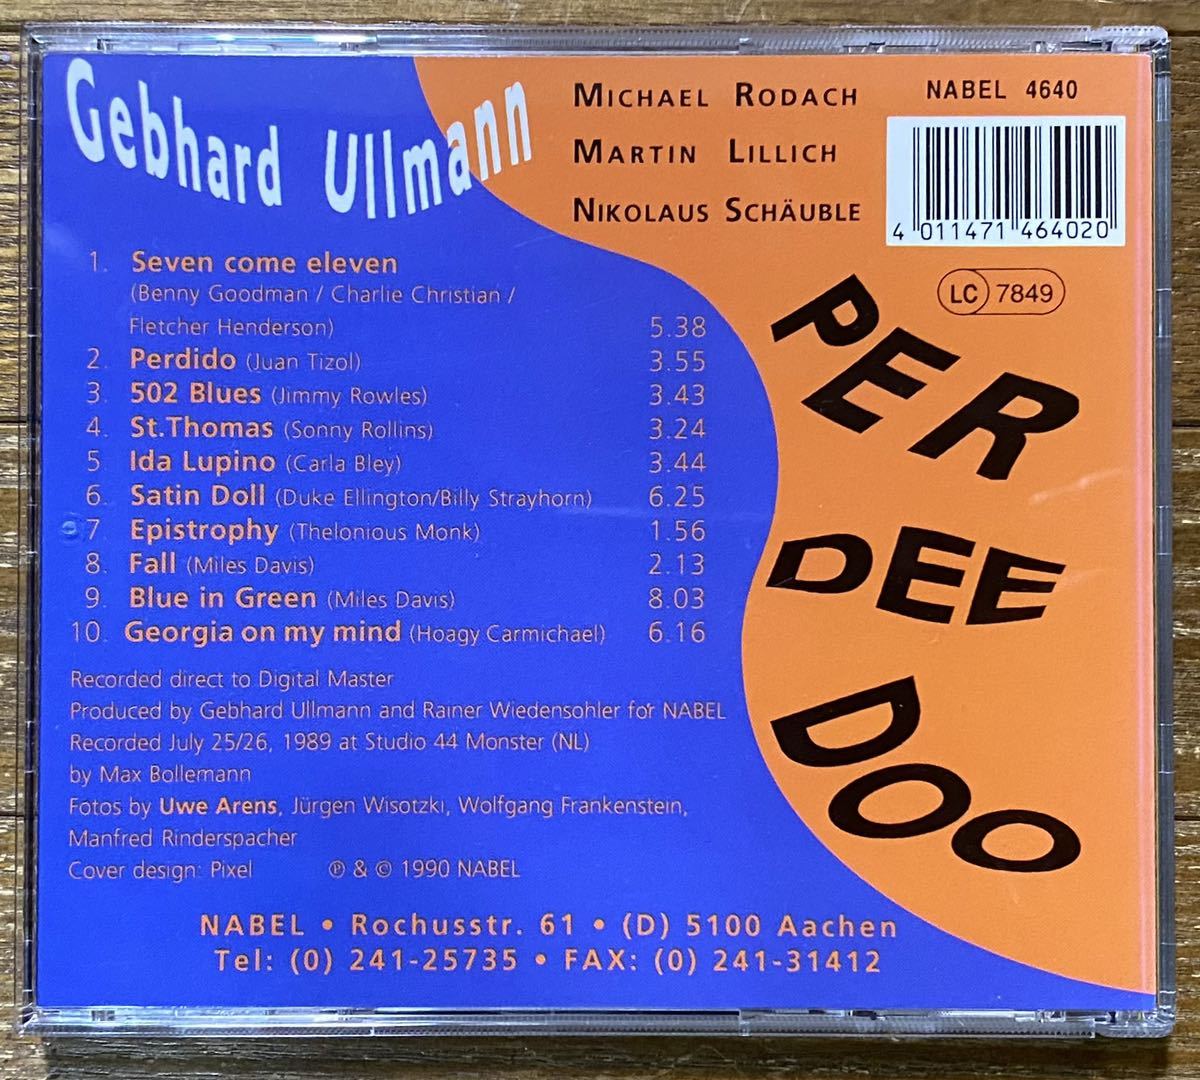 Gebhard Ullmann
MICHAEL RODACH
MARTIN LILLICH
NIKOLAUS SCHÄUBLE
NABEL 4640
4 011471 464020
LC 7849
PER
DEE
DOO
1. Seven come eleven
(Benny Goodman / Charlie Christian /
Fletcher Henderson) 5.38
2. Perdido (Juan Tizol) 3.55
3. 502 Blues (Jimmy Rowles) 3.43
4. St.Thomas (Sonny Rollins) 3.24
5 Ida Lupino (Carla Bley) 3.44
6. Satin Doll (Duke Ellington/Billy Strayhorn) 6.25
7 Epistrophy (Thelonious Monk) 1.56
8. Fall (Miles Davis) 2.13
9. Blue in Green (Miles Davis) 8.03
10. Georgia on my mind (Hoagy Carmichael) 6.16
Recorded direct to Digital Master
Produced by Gebhard Ullmann and Rainer Wiedensohler for NABEL
Recorded July 25/26, 1989 at Studio 44 Monster (NL)
by Max Bollemann
Fotos by Uwe Arens, Jürgen Wisotzki, Wolfgang Frankenstein,
Manfred Rinderspacher
Cover design: Pixel ℗ & © 1990 NABEL
NABEL • Rochusstr. 61 • (D) 5100 Aachen
Tel: (0) 241-25735 • FAX: (0) 241-31412